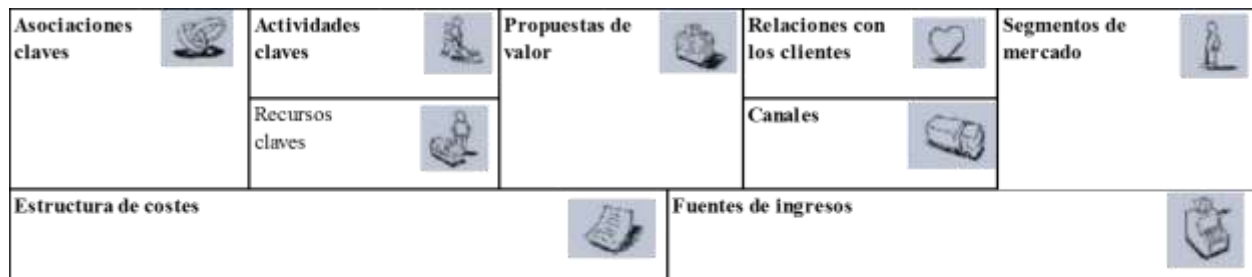 Asociaciones
claves
Actividades
claves
Propuestas de
valor
Relaciones con
los clientes
Segmentos de
mercado
Recursos
claves
Canales
Estructura de costes
Fuentes de ingresos